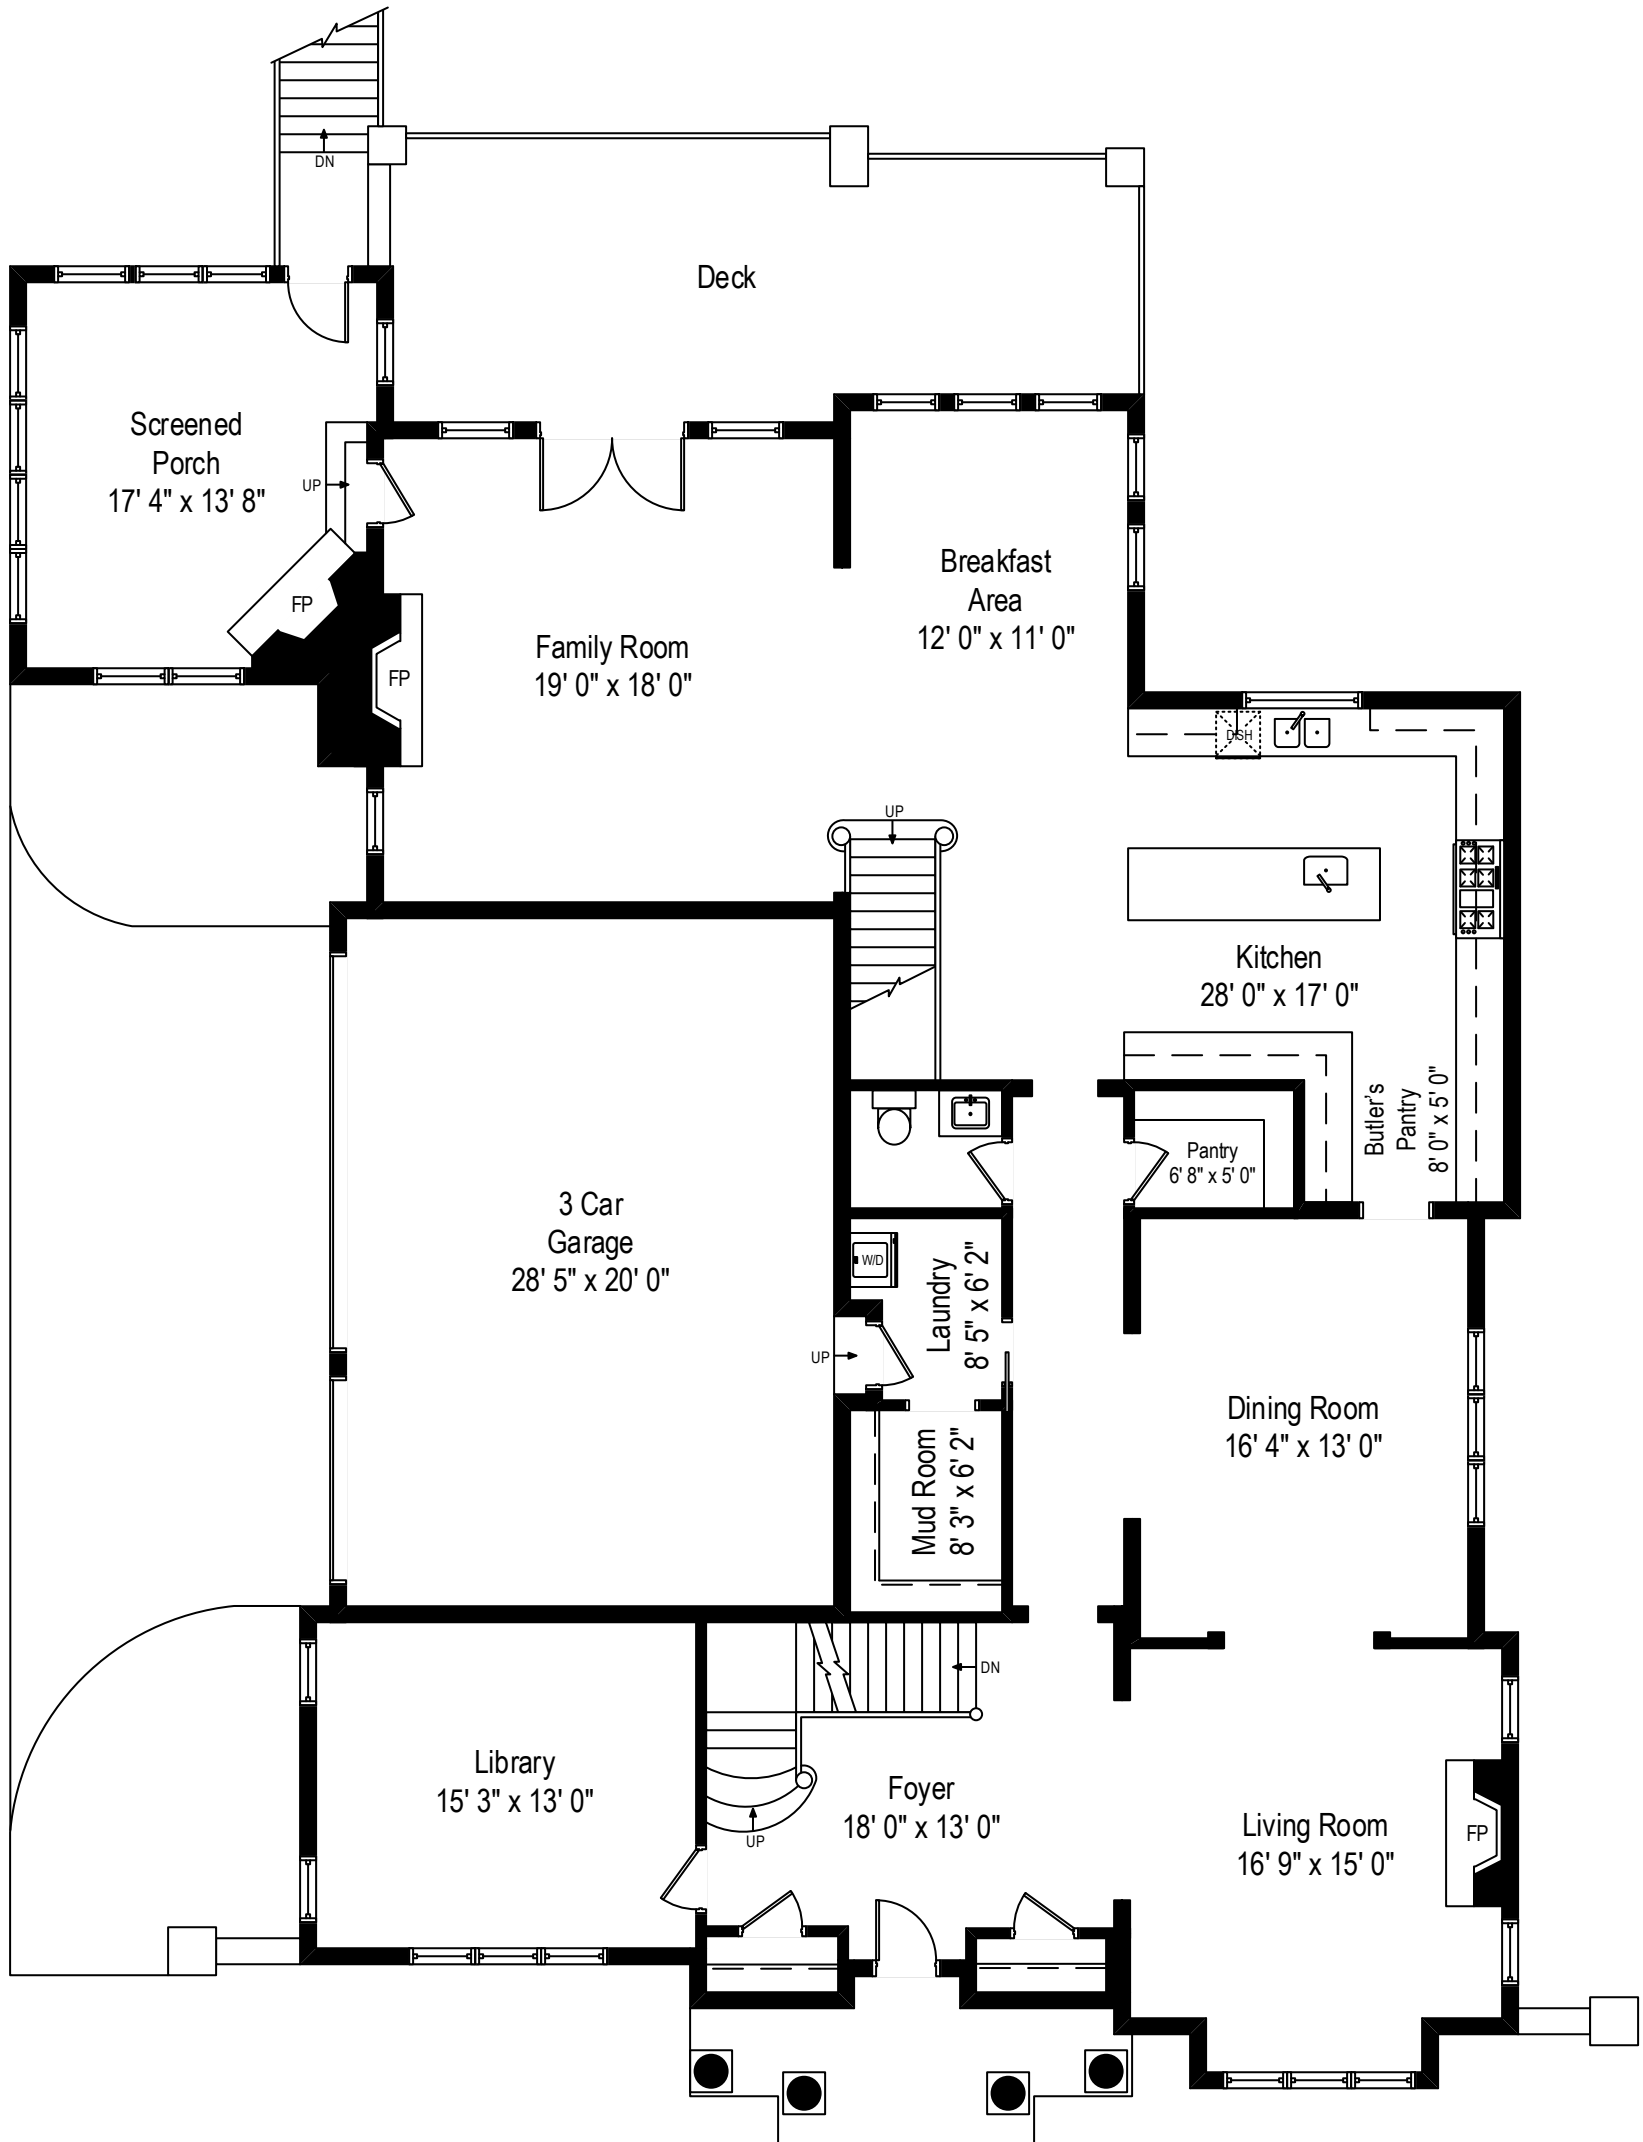 DN
Deck
Screened
Porch
17' 4" x 13' 8"
UP
FP
Family Room
19' 0" x 18' 0"
FP
Breakfast
Area
12' 0" x 11' 0"
DISH
UP
Kitchen
28' 0" x 17' 0"
Butler's
Pantry
8' 0" x 5' 0"
Pantry
6' 8" x 5' 0"
3 Car
Garage
28' 5" x 20' 0"
W/D
Laundry
8' 5" x 6' 2"
UP
Mud Room
8' 3" x 6' 2"
Dining Room
16' 4" x 13' 0"
DN
Library
15' 3" x 13' 0"
UP
Foyer
18' 0" x 13' 0"
Living Room
16' 9" x 15' 0"
FP